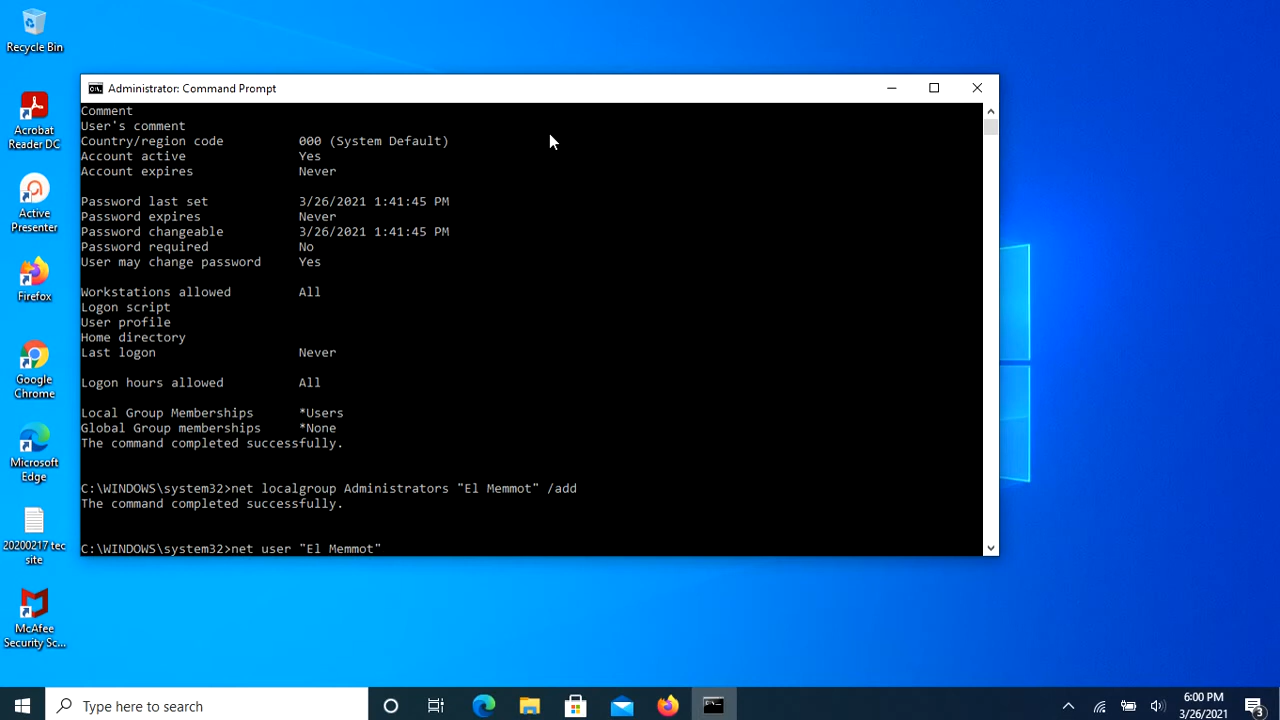 Recycle Bin
Acrobat
Reader DC
Active
Presenter
Firefox
Google
Chrome
Microsoft
Edge
20200217 tec
site
McAfee
Security Sc...
Administrator: Command Prompt
Comment
User's comment
Country/region code 000 (System Default)
Account active Yes
Account expires Never
Password last set 3/26/2021 1:41:45 PM
Password expires Never
Password changeable 3/26/2021 1:41:45 PM
Password required No
User may change password Yes
Workstations allowed All
Logon script
User profile
Home directory
Last logon Never
Logon hours allowed All
Local Group Memberships *Users
Global Group memberships *None
The command completed successfully.
C:\WINDOWS\system32>net localgroup Administrators "El Memmot" /add
The command completed successfully.
C:\WINDOWS\system32>net user "El Memmot"
Type here to search
6:00 PM
3/26/2021
3